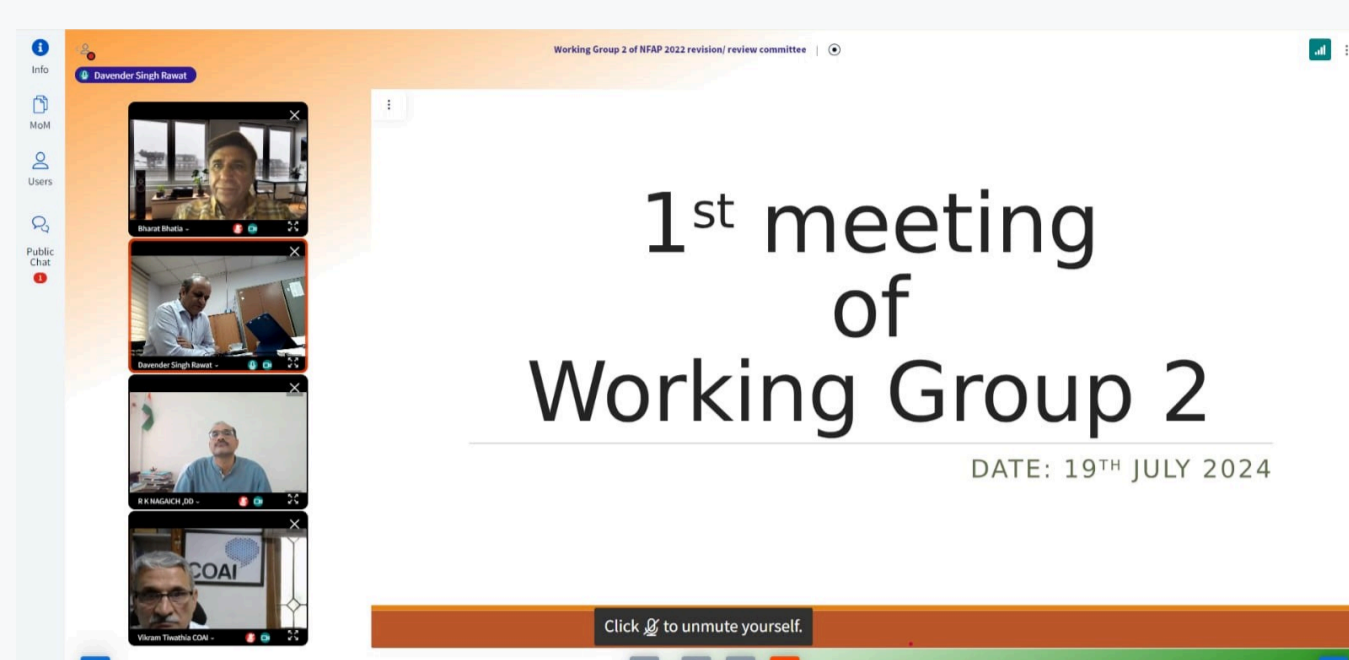 Info
MoM
Users
Public
Chat
1
Working Group 2 of NFAP 2022 revision/ review committee
Davender Singh Rawat
Bharat Bhatia
Davender Singh Rawat
R K NAGAICH ,DD
COAI
Vikram Tiwathia COAI
1st meeting
of
Working Group 2
DATE: 19TH JULY 2024
Click to unmute yourself.